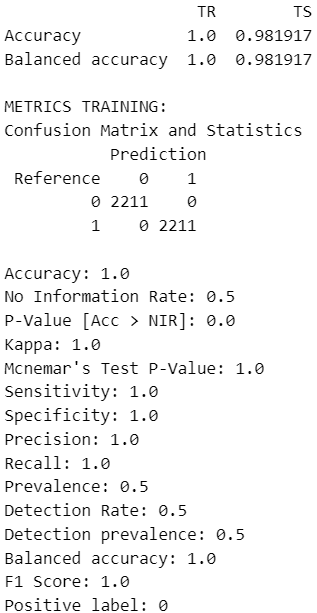 TR TS
Accuracy 1.0 0.981917
Balanced accuracy 1.0 0.981917
METRICS TRAINING:
Confusion Matrix and Statistics
Prediction
Reference 0 1
0 2211 0
1 0 2211
Accuracy: 1.0
No Information Rate: 0.5
P-Value [Acc > NIR]: 0.0
Kappa: 1.0
Mcnemar's Test P-Value: 1.0
Sensitivity: 1.0
Specificity: 1.0
Precision: 1.0
Recall: 1.0
Prevalence: 0.5
Detection Rate: 0.5
Detection prevalence: 0.5
Balanced accuracy: 1.0
F1 Score: 1.0
Positive label: 0